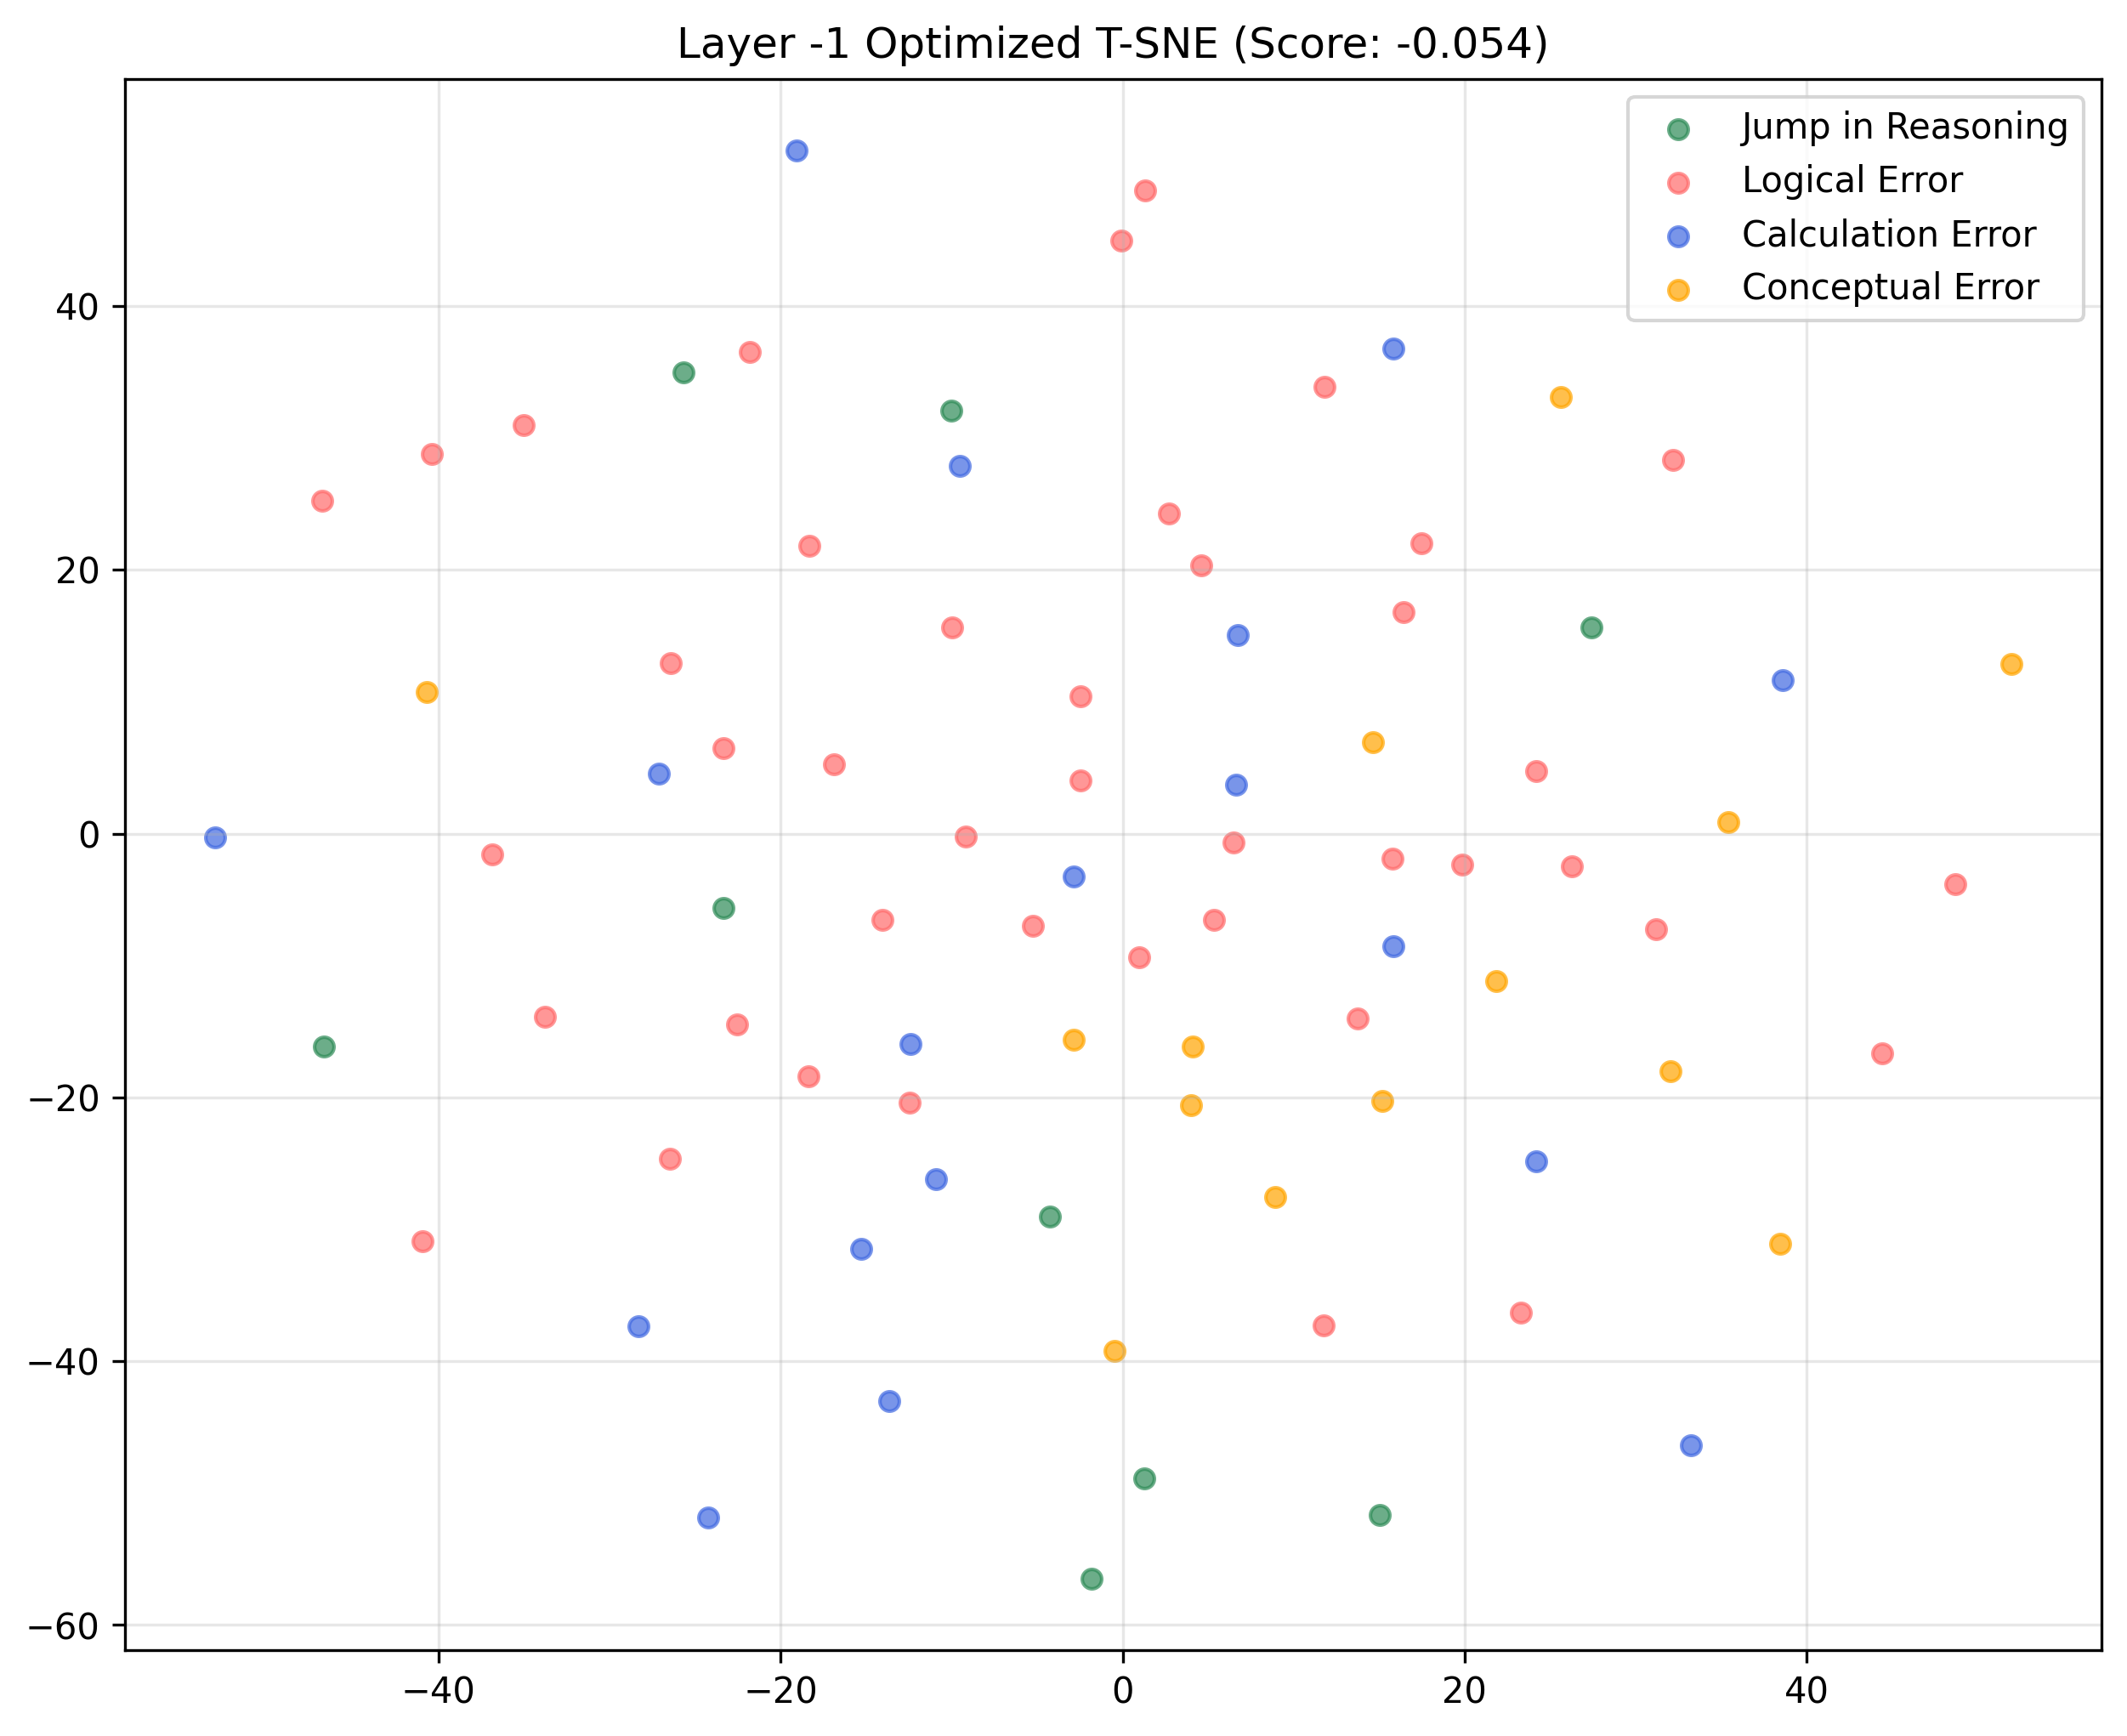 Layer -1 Optimized T-SNE (Score: -0.054)
Jump in Reasoning
Logical Error
Calculation Error
Conceptual Error
40
20
0
−20
−40
−60
−40 −20 0 20 40